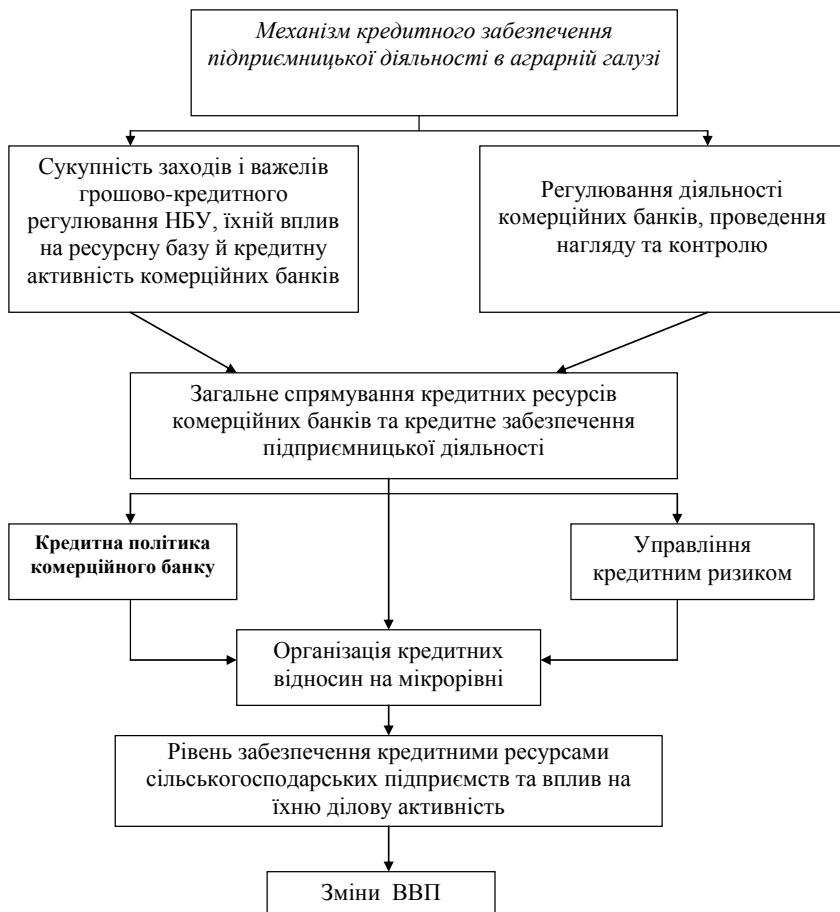 Механізм кредитного забезпечення
підприємницької діяльності в аграрній галузі
Сукупність заходів і важелів
грошово-кредитного
регулювання НБУ, їхній вплив
на ресурсну базу й кредитну
активність комерційних банків
Регулювання діяльності
комерційних банків, проведення
нагляду та контролю
Загальне спрямування кредитних ресурсів
комерційних банків та кредитне забезпечення
підприємницької діяльності
Кредитна політика
комерційного банку
Управління
кредитним ризиком
Організація кредитних
відносин на мікрорівні
Рівень забезпечення кредитними ресурсами
сільськогосподарських підприємств та вплив на
їхню ділову активність
Зміни ВВП